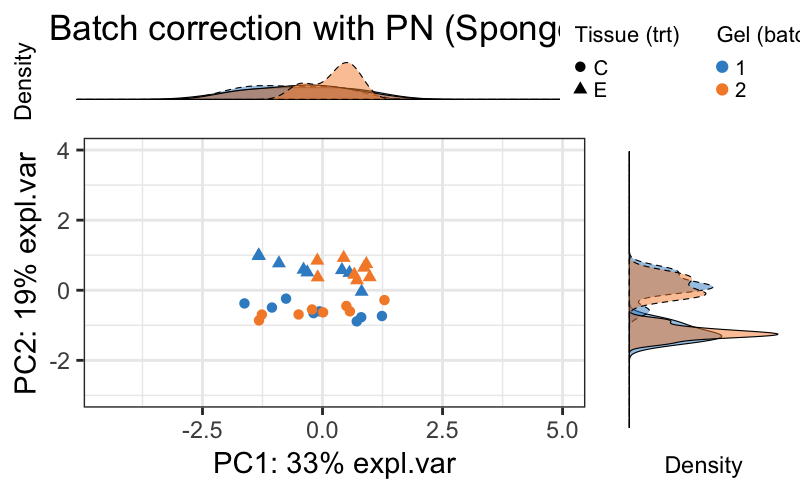 Batch correction with PN (Sponge
Tissue (trt)
C
E
Gel (batc
1
2
Density
4
2
0
-2
PC2: 19% expl.var
-2.5
0.0
2.5
5.0
PC1: 33% expl.var
Density